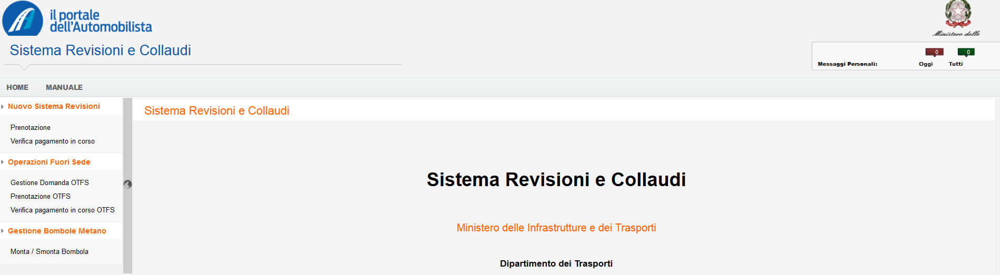 il portale
dell'Automobilista
Ministero delle
Sistema Revisioni e Collaudi
0 0
Messaggi Personali: Oggi Tutti
HOME MANUALE
Nuovo Sistema Revisioni
Prenotazione
Verifica pagamento in corso
Operazioni Fuori Sede
Gestione Domanda OTFS
Prenotazione OTFS
Verifica pagamento in corso OTFS
Gestione Bombole Metano
Monta / Smonta Bombola
Sistema Revisioni e Collaudi
Sistema Revisioni e Collaudi
Ministero delle Infrastrutture e dei Trasporti
Dipartimento dei Trasporti